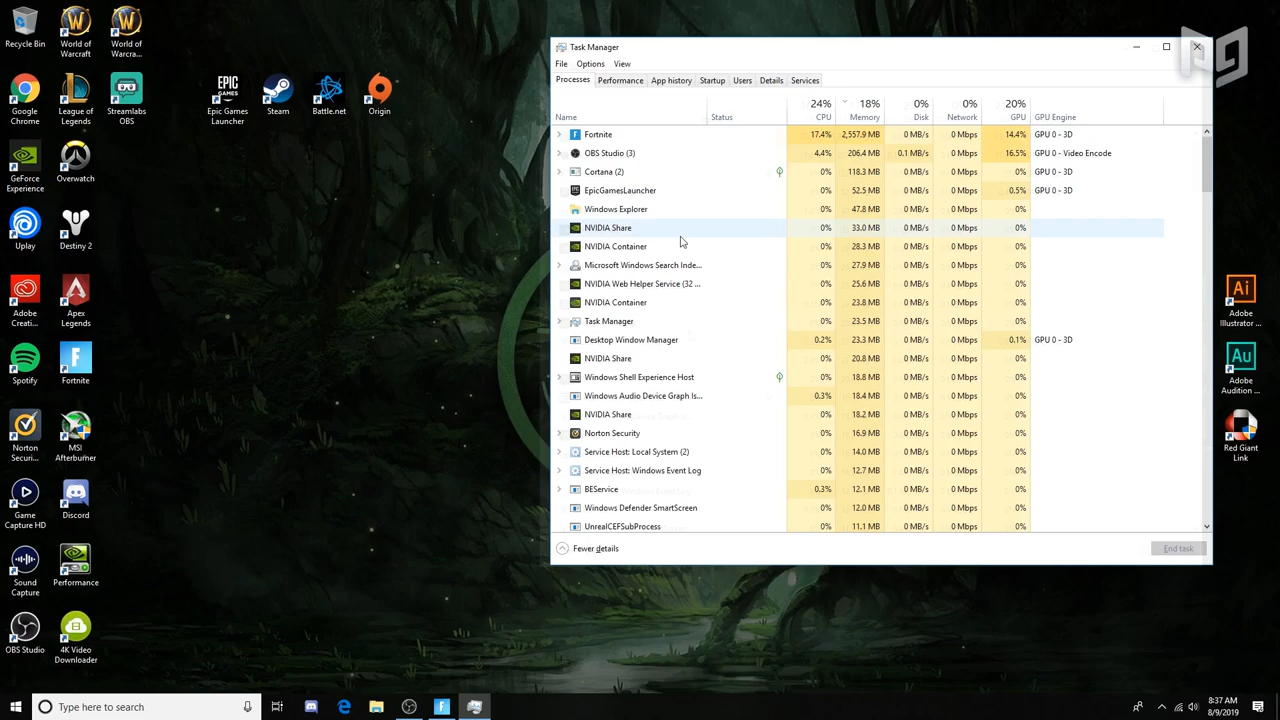 Recycle Bin
World of
Warcraft
World of
Warcra...
Google
Chrome
League of
Legends
Streamlabs
OBS
EPIC
GAMES
Epic Games
Launcher
Steam
Battle.net
Origin
GeForce
Experience
Overwatch
Uplay
Destiny 2
Adobe
Creati...
Apex
Legends
Spotify
Fortnite
Norton
Securi...
MSI
Afterburner
Game
Capture HD
Discord
Sound
Capture
Performance
OBS Studio
4K Video
Downloader
Task Manager
File Options View
Processes Performance App history Startup Users Details Services
24% 18% 0% 0% 20%
Name Status CPU Memory Disk Network GPU GPU Engine
Fortnite 17.4% 2,557.9 MB 0 MB/s 0 Mbps 14.4% GPU 0 - 3D
OBS Studio (3) 4.4% 206.4 MB 0.1 MB/s 0 Mbps 16.5% GPU 0 - Video Encode
Cortana (2) 0% 118.3 MB 0 MB/s 0 Mbps 0% GPU 0 - 3D
EpicGamesLauncher 0% 52.5 MB 0 MB/s 0 Mbps 0.5% GPU 0 - 3D
Windows Explorer 0% 47.8 MB 0 MB/s 0 Mbps 0%
NVIDIA Share 0% 33.0 MB 0 MB/s 0 Mbps 0%
NVIDIA Container 0% 28.3 MB 0 MB/s 0 Mbps 0%
Microsoft Windows Search Inde... 0% 27.9 MB 0 MB/s 0 Mbps 0%
NVIDIA Web Helper Service (32 ... 0% 25.6 MB 0 MB/s 0 Mbps 0%
NVIDIA Container 0% 23.8 MB 0 MB/s 0 Mbps 0%
Task Manager 0% 23.5 MB 0 MB/s 0 Mbps 0%
Desktop Window Manager 0.2% 23.3 MB 0 MB/s 0 Mbps 0.1% GPU 0 - 3D
NVIDIA Share 0% 20.8 MB 0 MB/s 0 Mbps 0%
Windows Shell Experience Host 0% 18.8 MB 0 MB/s 0 Mbps 0%
Windows Audio Device Graph Is... 0.3% 18.4 MB 0 MB/s 0 Mbps 0%
NVIDIA Share 0% 18.2 MB 0 MB/s 0 Mbps 0%
Norton Security 0% 16.9 MB 0 MB/s 0 Mbps 0%
Service Host: Local System (2) 0% 14.0 MB 0 MB/s 0 Mbps 0%
Service Host: Windows Event Log 0% 12.7 MB 0 MB/s 0 Mbps 0%
BEService 0.3% 12.1 MB 0 MB/s 0 Mbps 0%
Windows Defender SmartScreen 0% 12.0 MB 0 MB/s 0 Mbps 0%
UnrealCEFSubProcess 0% 11.1 MB 0 MB/s 0 Mbps 0%
Fewer details
End task
Ai
Adobe
Illustrator ...
Au
Adobe
Audition ...
Red Giant
Link
Type here to search
8:37 AM
8/9/2019